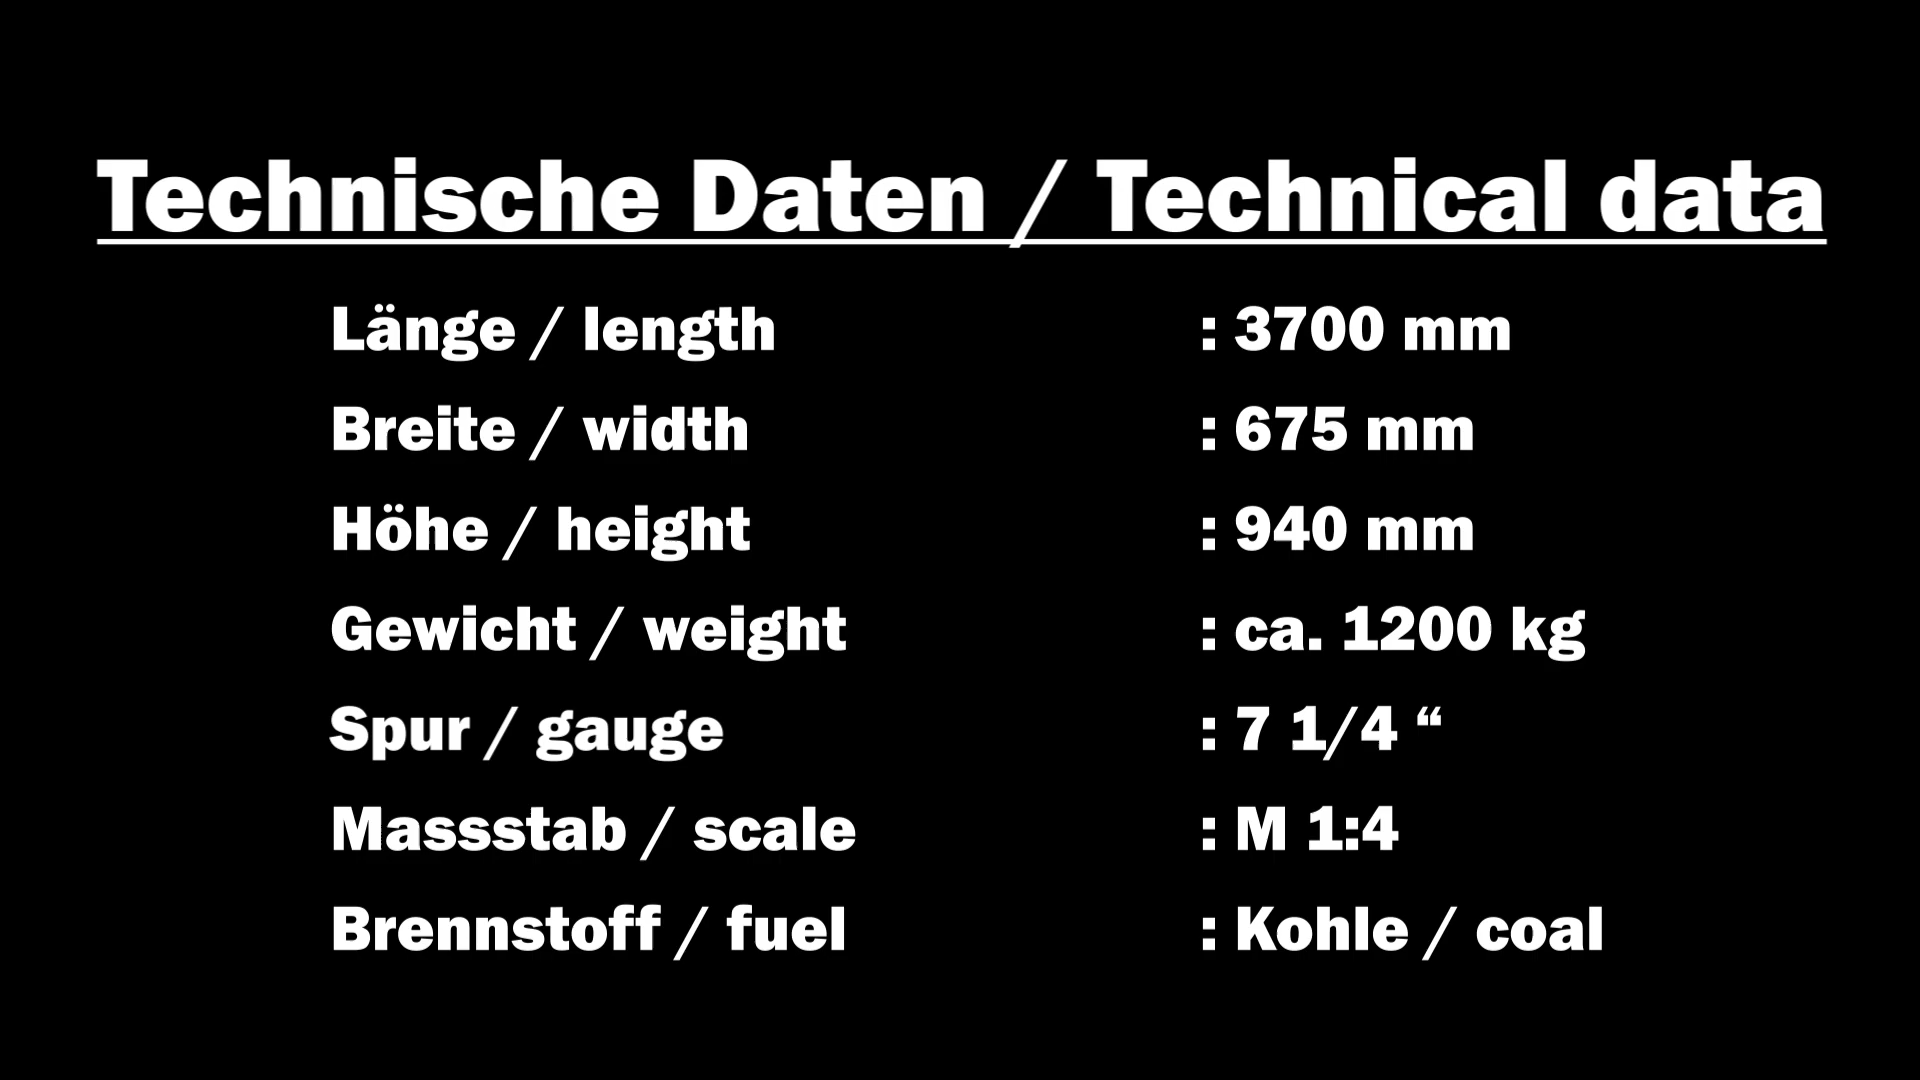 Technische Daten / Technical data
Länge / length : 3700 mm
Breite / width : 675 mm
Höhe / height : 940 mm
Gewicht / weight : ca. 1200 kg
Spur / gauge : 7 1/4 “
Massstab / scale : M 1:4
Brennstoff / fuel : Kohle / coal